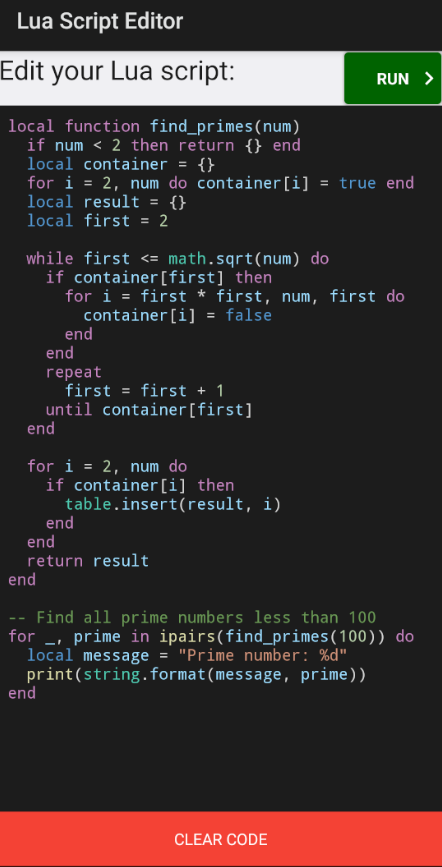 Lua Script Editor
Edit your Lua script:
RUN
local function find_primes(num)
  if num < 2 then return {} end
  local container = {}
  for i = 2, num do container[i] = true end
  local result = {}
  local first = 2

  while first <= math.sqrt(num) do
    if container[first] then
      for i = first * first, num, first do
        container[i] = false
      end
    end
    repeat
      first = first + 1
    until container[first]
  end

  for i = 2, num do
    if container[i] then
      table.insert(result, i)
    end
  end
  return result
end

-- Find all prime numbers less than 100
for _, prime in ipairs(find_primes(100)) do
  local message = "Prime number: %d"
  print(string.format(message, prime))
end
CLEAR CODE